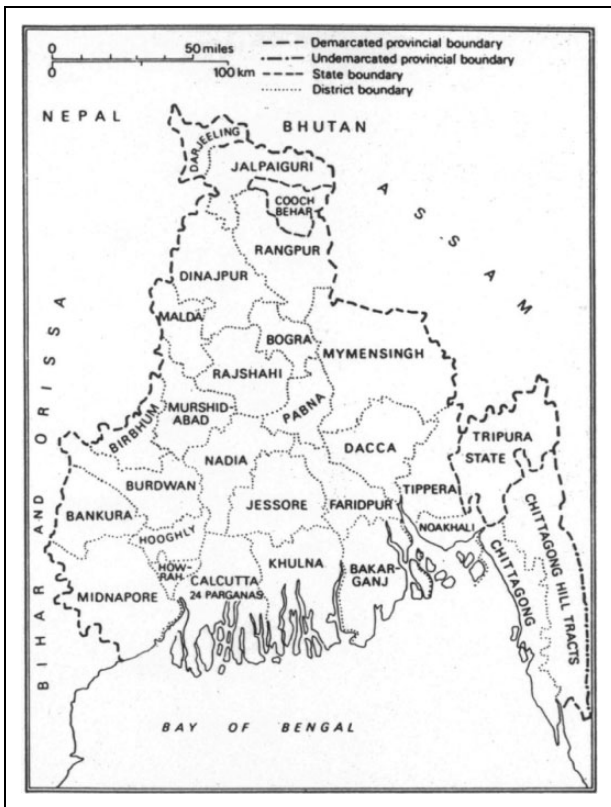 0 50 miles
0 100 km
Demarcated provincial boundary
Undemarcated provincial boundary
State boundary
District boundary
NEPAL
BHUTAN
DARJEELING
JALPAIGURI
ASSAM
COOCH
BEHAR
RANGPUR
DINAJPUR
MALDA
BOGRA
MYMENSINGH
RAJSHAHI
BIHAR AND ORISSA
MURSHID-
ABAD
PABNA
BIRBHUM
DACCA
TRIPURA
STATE
NADIA
BURDWAN
TIPPERA
BANKURA
JESSORE
FARIDPUR
NOAKHALI
HOOGHLY
HOW-
RAH
CALCUTTA
24 PARGANAS
KHULNA
BAKAR-
GANJ
CHITTAGONG
CHITTAGONG HILL TRACTS
MIDNAPORE
BAY OF BENGAL